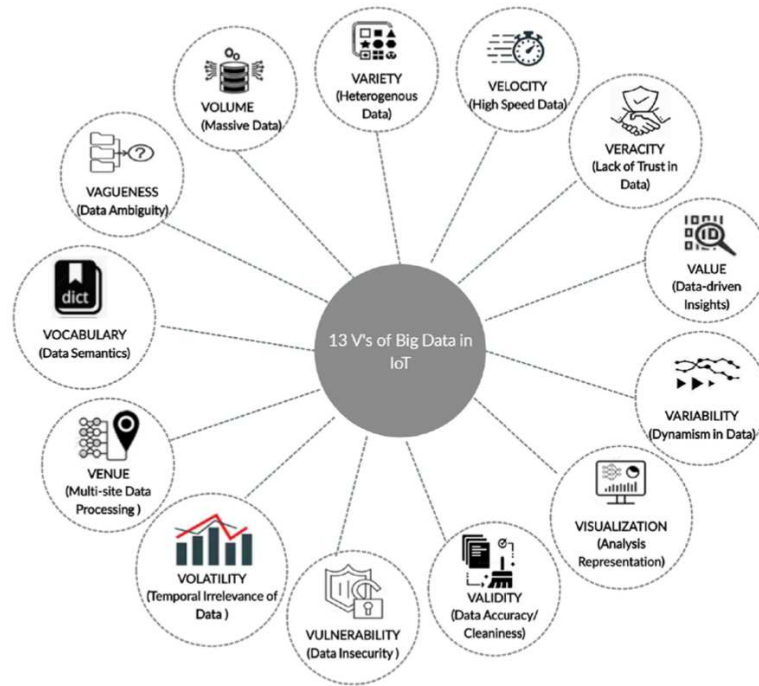 VOLUME
(Massive Data)
VARIETY
(Heterogenous
Data)
VELOCITY
(High Speed Data)
VERACITY
(Lack of Trust in
Data)
ID
VALUE
(Data-driven
Insights)
VARIABILITY
(Dynamism in Data)
VISUALIZATION
(Analysis
Representation)
VALIDITY
(Data Accuracy/
Cleaniness)
VULNERABILITY
(Data Insecurity )
VOLATILITY
(Temporal Irrelevance of
Data )
VENUE
(Multi-site Data
Processing )
dict
VOCABULARY
(Data Semantics)
?
VAGUENESS
(Data Ambiguity)
13 V's of Big Data in
IoT